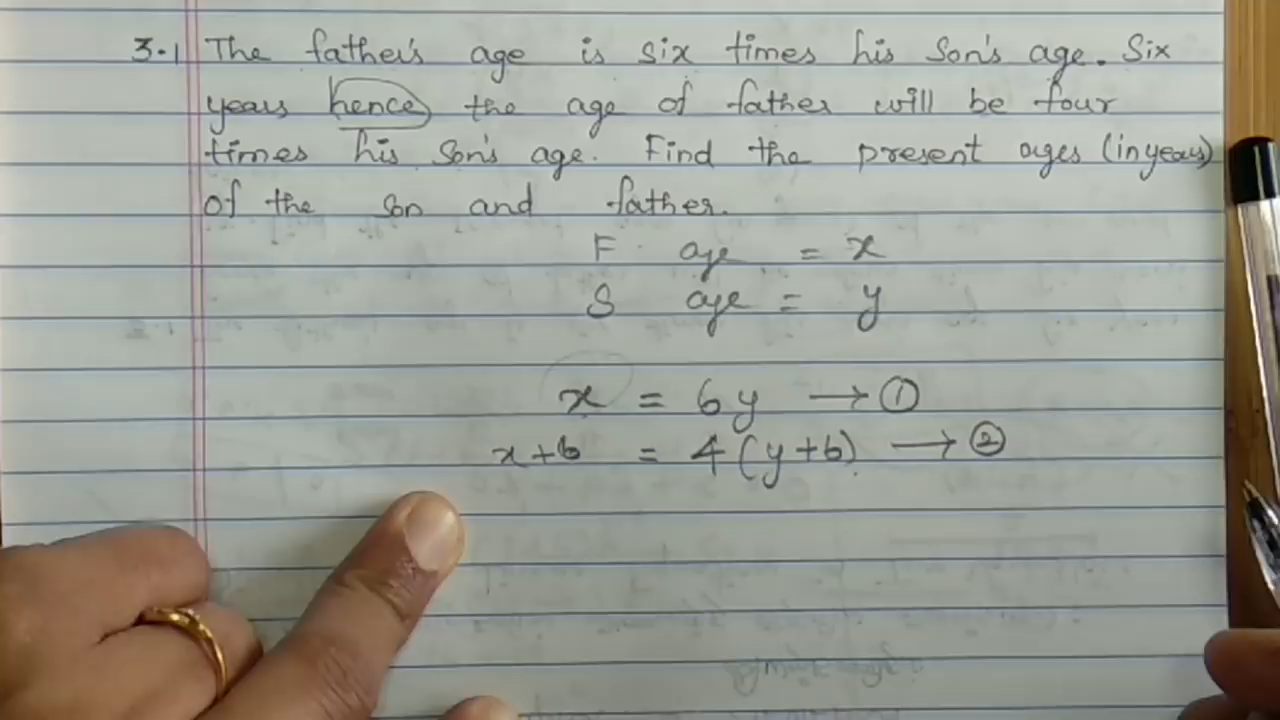 3.1 The father's age is six times his Son's age. Six
years hence the age of father will be four
times his Son's age. Find the present ages (in years)
of the son and father.
F age = x
S age = y
x = 6y → ①
x+6 = 4(y+6) → ②